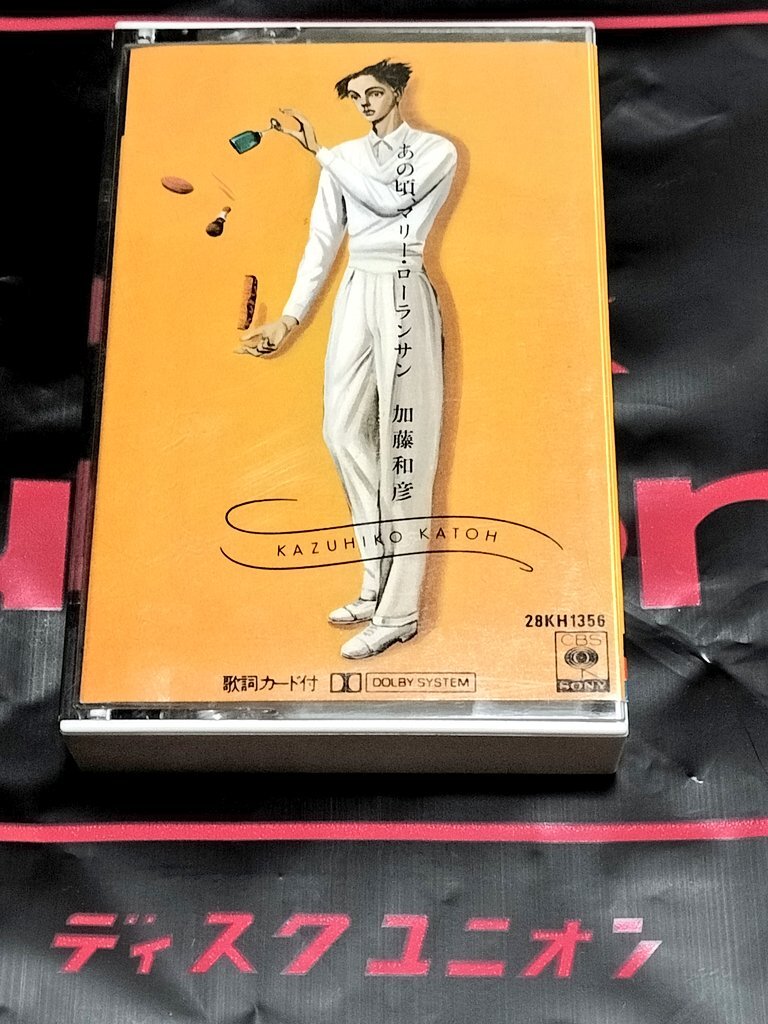 あの頃、マリー・ローランサン 加藤和彦
KAZUHIKO KATOH
28KH1356
CBS
SONY
歌詞カード付
DOLBY SYSTEM
ディスクユニオン